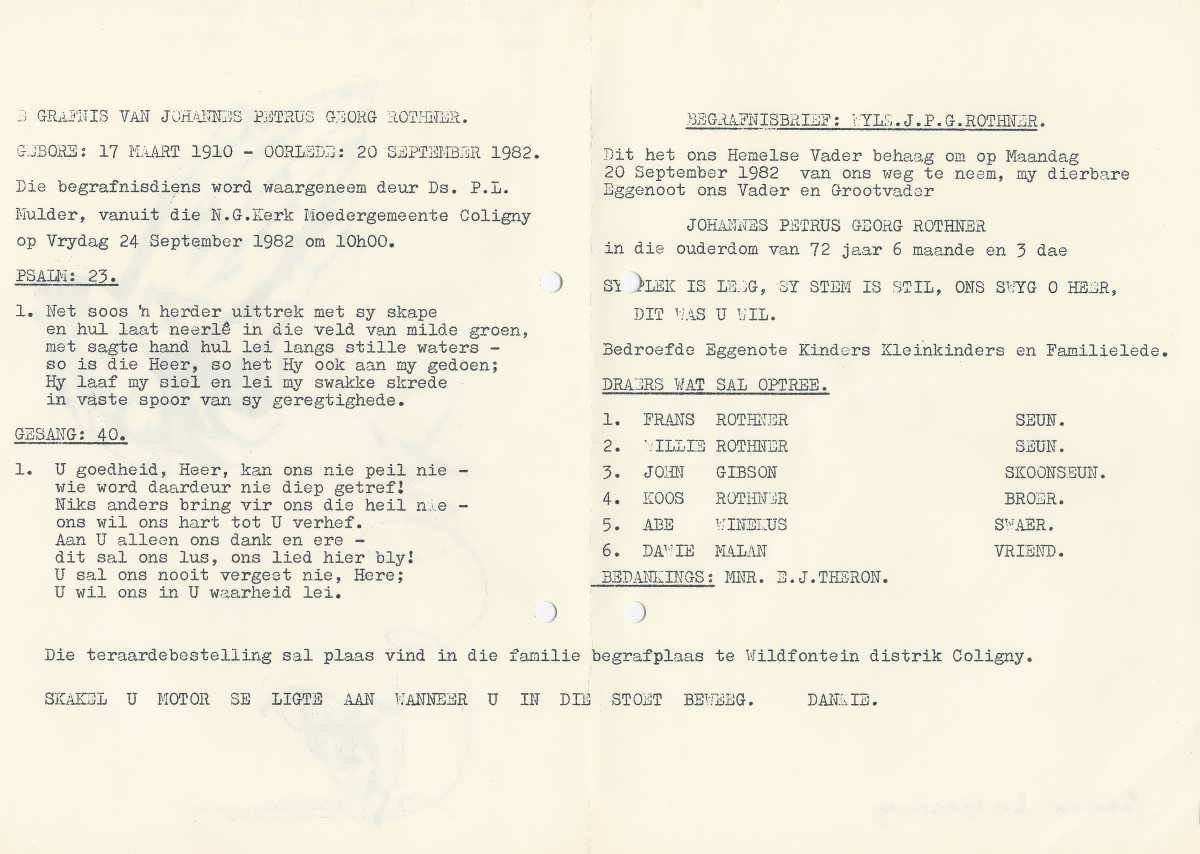 B GRAFNIS VAN JOHANNES PETRUS GEORG ROTHNER.
GEBORE: 17 MAART 1910 - OORLEDE: 20 SEPTEMBER 1982.
Die begrafnisdiens word waargeneem deur Ds. P.L.
Mulder, vanuit die N.G.Kerk Moedergemeente Coligny
op Vrydag 24 September 1982 om 10h00.
PSALM: 23.
1. Net soos 'n herder uittrek met sy skape
en hul laat neerlê in die veld van milde groen,
met sagte hand hul lei langs stille waters -
so is die Heer, so het Hy ook aan my gedoen;
Hy laaf my siel en lei my swakke skrede
in vaste spoor van sy geregtighede.
GESANG: 40.
1. U goedheid, Heer, kan ons nie peil nie -
wie word daardeur nie diep getref!
Niks anders bring vir ons die heil nie -
ons wil ons hart tot U verhef.
Aan U alleen ons dank en ere -
dit sal ons lus, ons lied hier bly!
U sal ons nooit vergeet nie, Here;
U wil ons in U waarheid lei.
BEGRAFNISBRIEF: WYLE.J.P.G.ROTHNER.
Dit het ons Hemelse Vader behaag om op Maandag
20 September 1982 van ons weg te neem, my dierbare
Eggenoot ons Vader en Grootvader
JOHANNES PETRUS GEORG ROTHNER
in die ouderdom van 72 jaar 6 maande en 3 dae
SY PLEK IS LEEG, SY STEM IS STIL, ONS SWYG O HEER,
DIT WAS U WIL.
Bedroefde Eggenote Kinders Kleinkinders en Familielede.
DRAERS WAT SAL OPTREE.
1. FRANS ROTHNER SEUN.
2. WILLIE ROTHNER SEUN.
3. JOHN GIBSON SKOONSEUN.
4. KOOS ROTHNER BROER.
5. ABE WINEKUS SWAER.
6. DAWIE MALAN VRIEND.
BEDANKINGS: MNR. E.J.THERON.
Die teraardebestelling sal plaas vind in die familie begrafplaas te Wildfontein distrik Coligny.
SKAKEL U MOTOR SE LIGTE AAN WANNEER U IN DIE STOET BEWEEG. DANKIE.